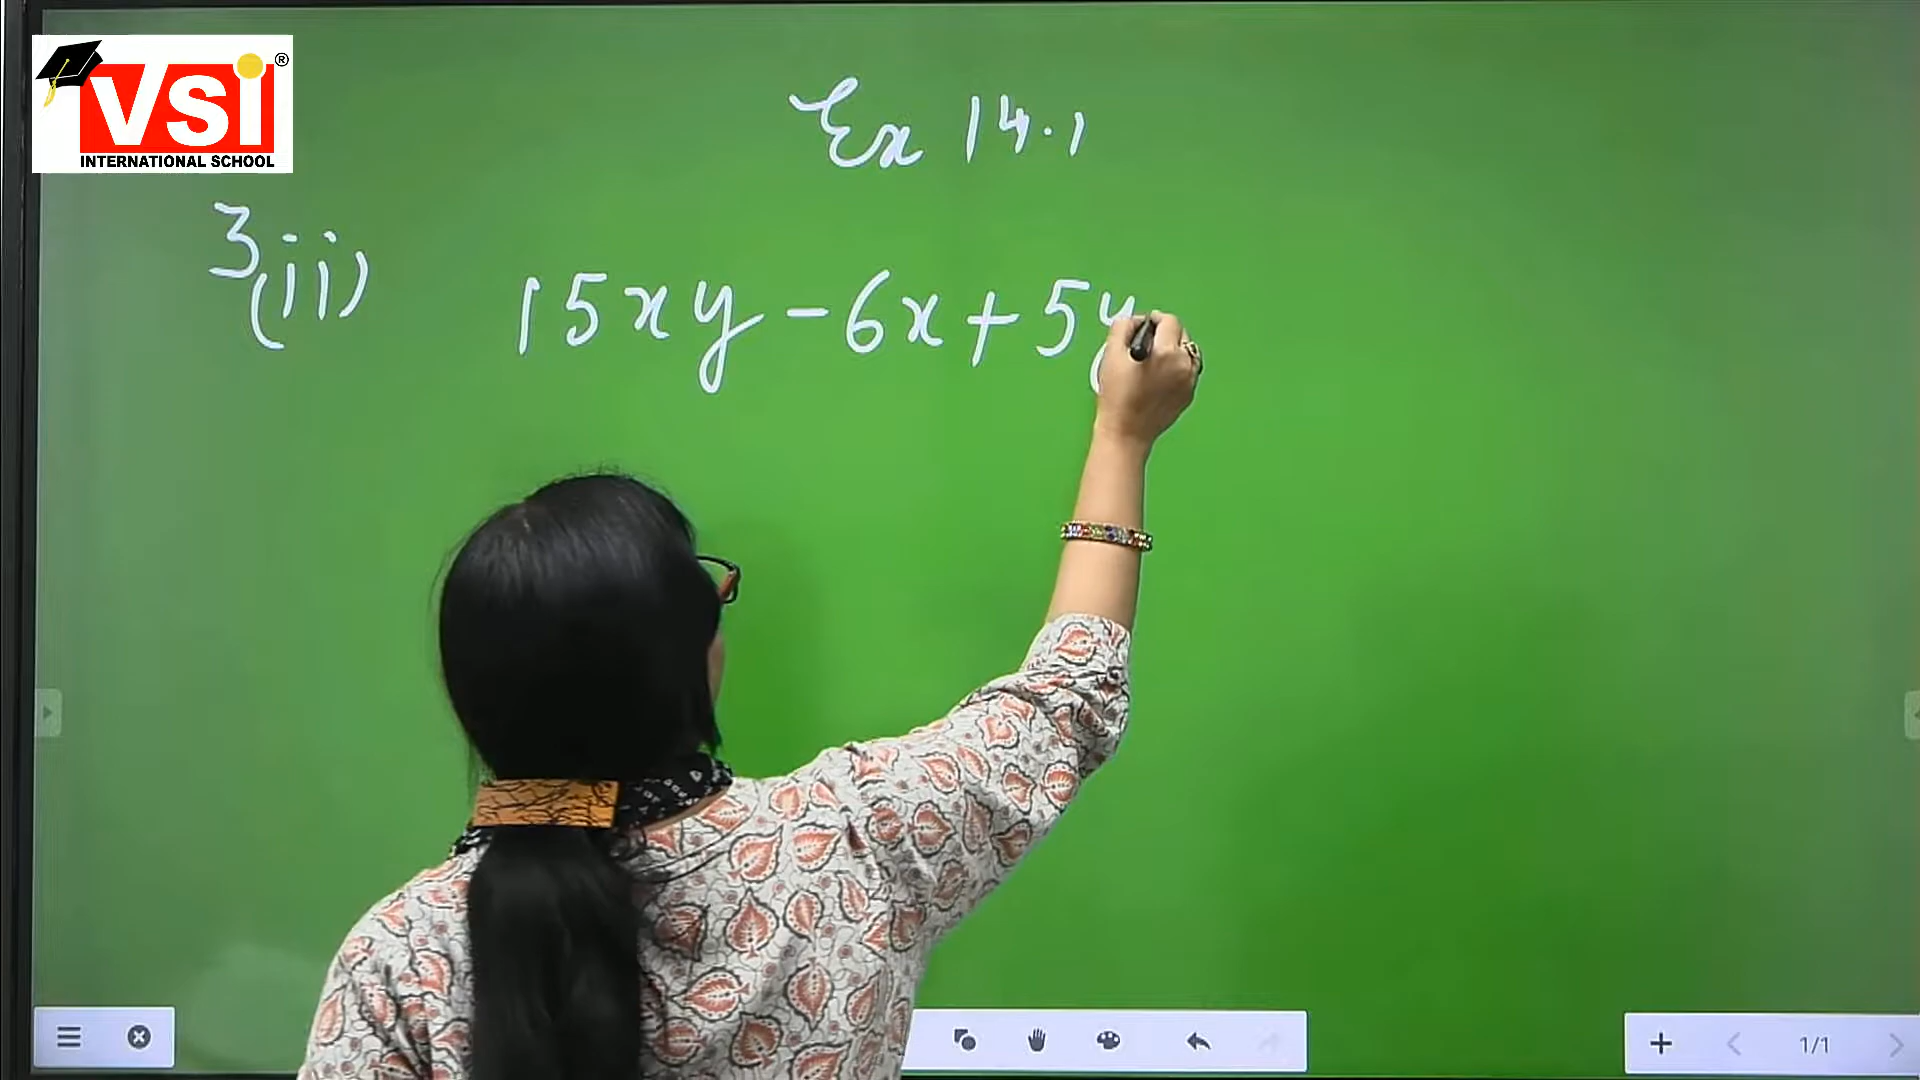 VSI®
INTERNATIONAL SCHOOL
Ex 14.1
3(ii) 15xy - 6x + 5y
1/1